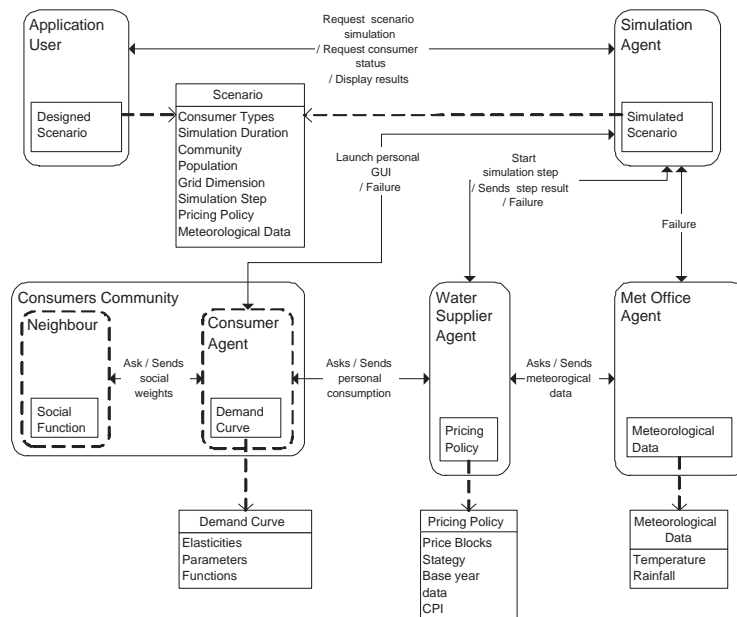 Application
User
Request scenario
simulation
/ Request consumer
status
/ Display results
Simulation
Agent
Designed
Scenario
Scenario
Consumer Types
Simulation Duration
Community
Population
Grid Dimension
Simulation Step
Pricing Policy
Meteorological Data
Simulated
Scenario
Launch personal
GUI
/ Failure
Start
simulation step
/ Sends step result
/ Failure
Failure
Consumers Community
Neighbour
Social
Function
Ask / Sends
social
weights
Consumer
Agent
Demand
Curve
Asks / Sends
personal
consumption
Water
Supplier
Agent
Pricing
Policy
Asks / Sends
meteorogical
data
Met Office
Agent
Meteorological
Data
Demand Curve
Elasticities
Parameters
Functions
Pricing Policy
Price Blocks
Stategy
Base year
data
CPI
Meteorological
Data
Temperature
Rainfall